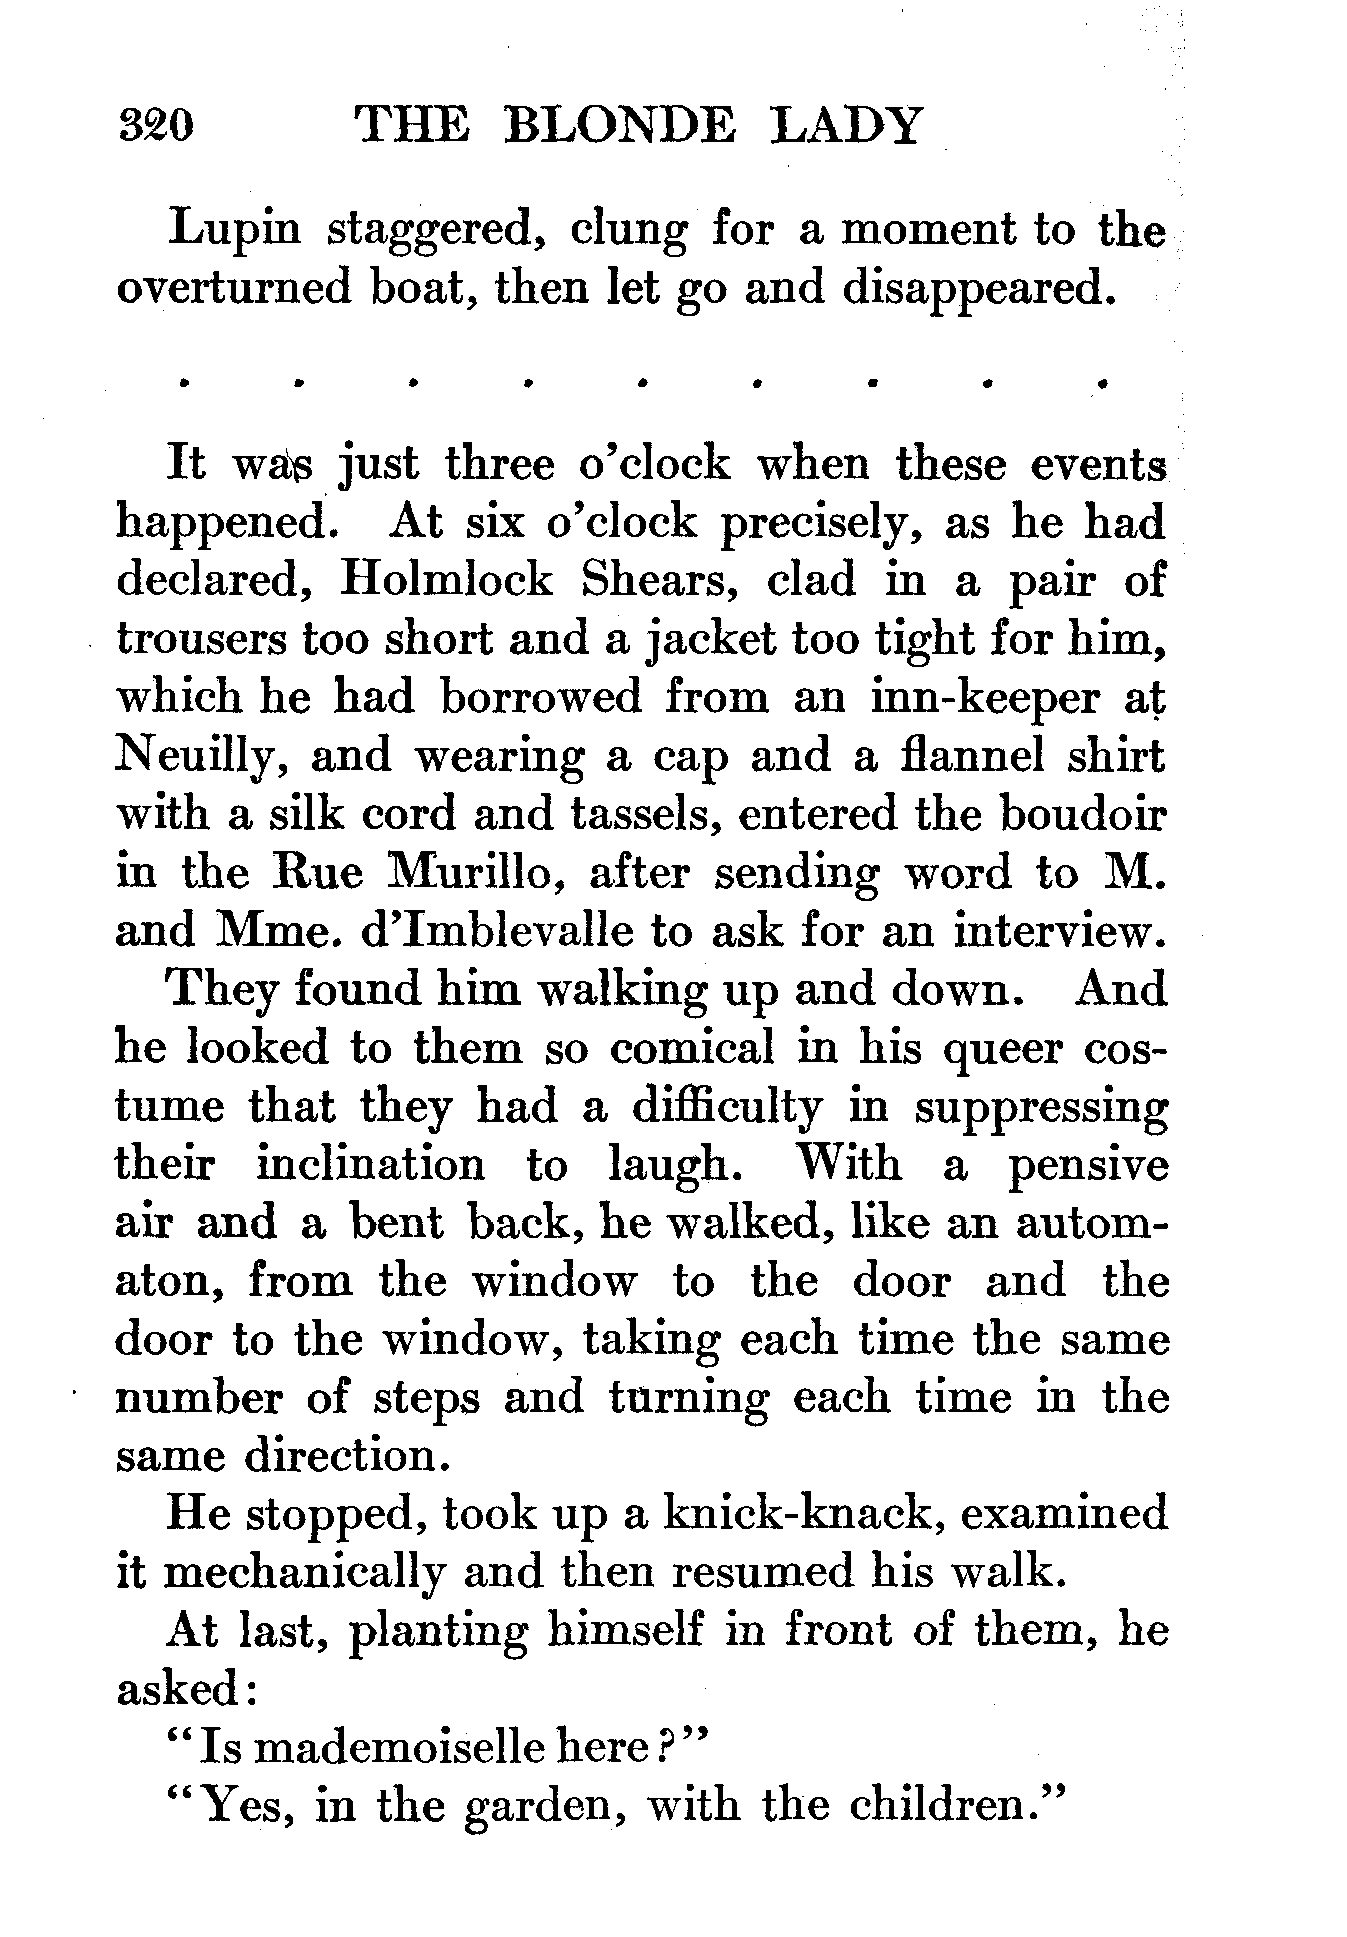 320 THE BLONDE LADY
Lupin staggered, clung for a moment to the
overturned boat, then let go and disappeared.
. . . . . . . . .
It was just three o'clock when these events
happened. At six o'clock precisely, as he had
declared, Holmlock Shears, clad in a pair of
trousers too short and a jacket too tight for him,
which he had borrowed from an inn-keeper at
Neuilly, and wearing a cap and a flannel shirt
with a silk cord and tassels, entered the boudoir
in the Rue Murillo, after sending word to M.
and Mme. d'Imblevalle to ask for an interview.
They found him walking up and down. And
he looked to them so comical in his queer cos-
tume that they had a difficulty in suppressing
their inclination to laugh. With a pensive
air and a bent back, he walked, like an autom-
aton, from the window to the door and the
door to the window, taking each time the same
number of steps and turning each time in the
same direction.
He stopped, took up a knick-knack, examined
it mechanically and then resumed his walk.
At last, planting himself in front of them, he
asked:
"Is mademoiselle here?"
"Yes, in the garden, with the children."